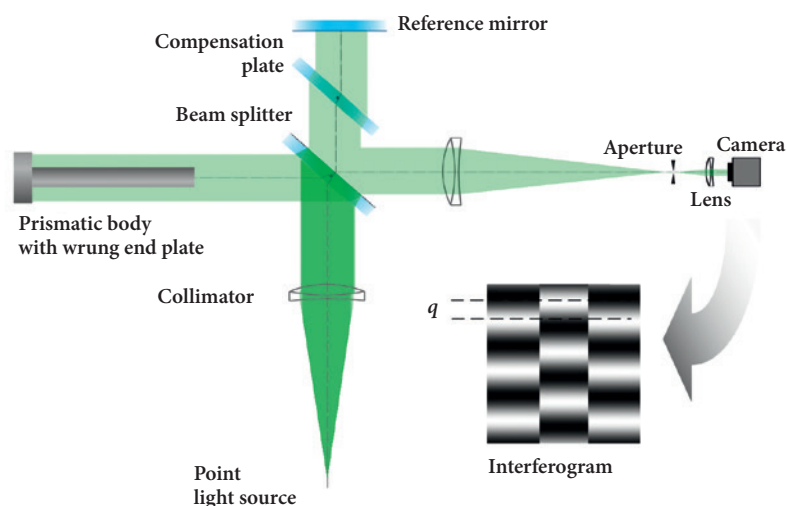 Reference mirror
Compensation
plate
Beam splitter
Aperture
Camera
Lens
Prismatic body
with wrung end plate
Collimator
q
Interferogram
Point
light source